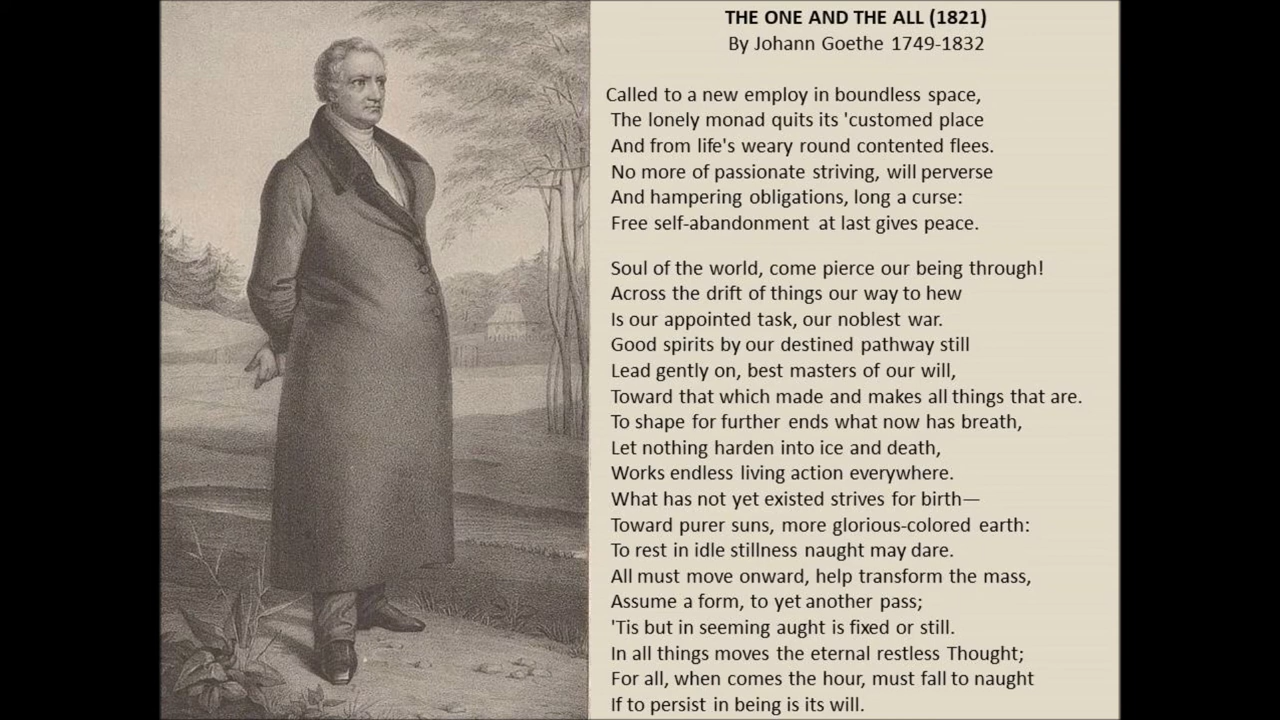 THE ONE AND THE ALL (1821)
By Johann Goethe 1749-1832
Called to a new employ in boundless space,
The lonely monad quits its 'customed place
And from life's weary round contented flees.
No more of passionate striving, will perverse
And hampering obligations, long a curse:
Free self-abandonment at last gives peace.
Soul of the world, come pierce our being through!
Across the drift of things our way to hew
Is our appointed task, our noblest war.
Good spirits by our destined pathway still
Lead gently on, best masters of our will,
Toward that which made and makes all things that are.
To shape for further ends what now has breath,
Let nothing harden into ice and death,
Works endless living action everywhere.
What has not yet existed strives for birth—
Toward purer suns, more glorious-colored earth:
To rest in idle stillness naught may dare.
All must move onward, help transform the mass,
Assume a form, to yet another pass;
'Tis but in seeming aught is fixed or still.
In all things moves the eternal restless Thought;
For all, when comes the hour, must fall to naught
If to persist in being is its will.